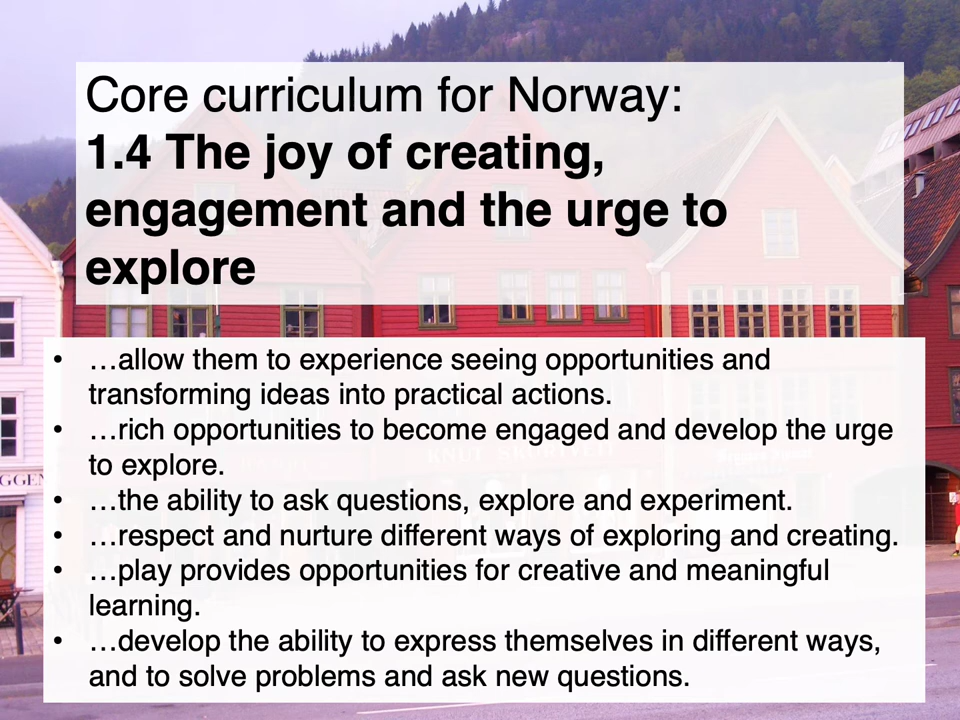 Core curriculum for Norway:
1.4 The joy of creating,
engagement and the urge to
explore
• …allow them to experience seeing opportunities and
transforming ideas into practical actions.
• …rich opportunities to become engaged and develop the urge
to explore.
• …the ability to ask questions, explore and experiment.
• …respect and nurture different ways of exploring and creating.
• …play provides opportunities for creative and meaningful
learning.
• …develop the ability to express themselves in different ways,
and to solve problems and ask new questions.